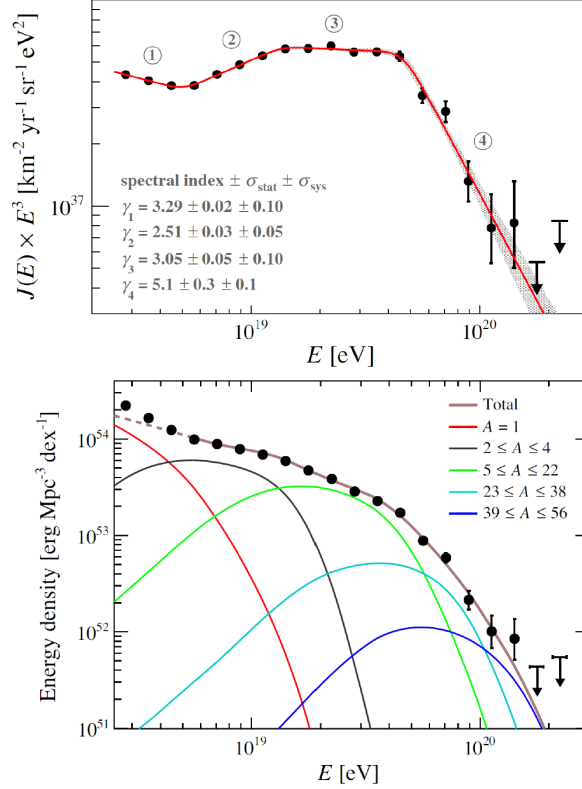 ① ② ③ ④
J(E) × E³ [km⁻² yr⁻¹ sr⁻¹ eV²]
10³⁷
spectral index ± σstat ± σsys
γ₁ = 3.29 ± 0.02 ± 0.10
γ₂ = 2.51 ± 0.03 ± 0.05
γ₃ = 3.05 ± 0.05 ± 0.10
γ₄ = 5.1 ± 0.3 ± 0.1
10¹⁹ 10²⁰
E [eV]
Energy density [erg Mpc⁻³ dex⁻¹]
10⁵⁴
10⁵³
10⁵²
10⁵¹
Total
A = 1
2 ≤ A ≤ 4
5 ≤ A ≤ 22
23 ≤ A ≤ 38
39 ≤ A ≤ 56
10¹⁹ 10²⁰
E [eV]